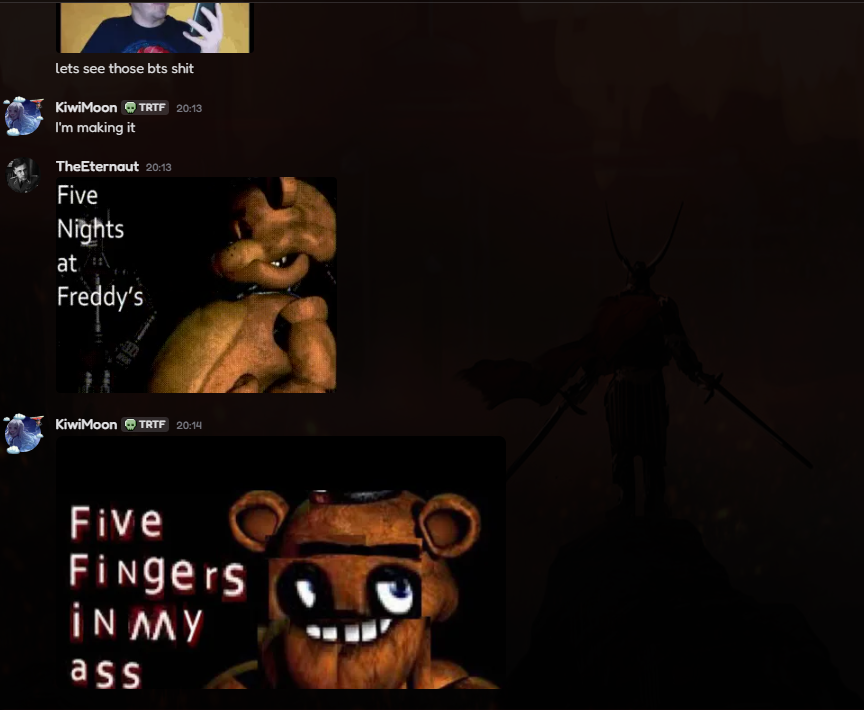 lets see those bts shit
KiwiMoon TRTF 20:13
I'm making it
TheEternaut 20:13
Five
Nights
at
Freddy's
KiwiMoon TRTF 20:14
Five
FiNgers
iN My
ass